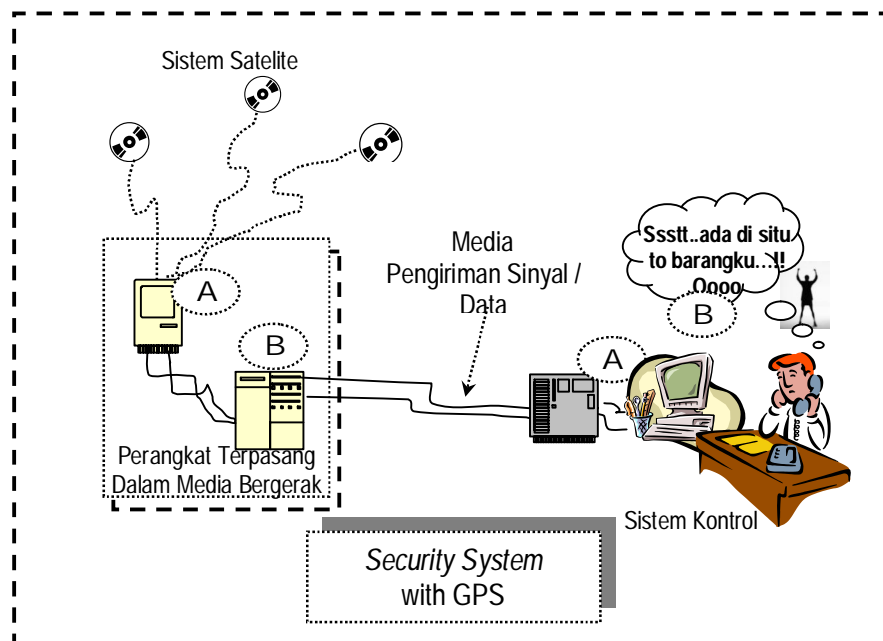 Sistem Satelite
Ssstt..ada di situ
to barangku...!!
Oooo
Media
Pengiriman Sinyal /
Data
A
B
A
B
Perangkat Terpasang
Dalam Media Bergerak
Sistem Kontrol
Security System
with GPS